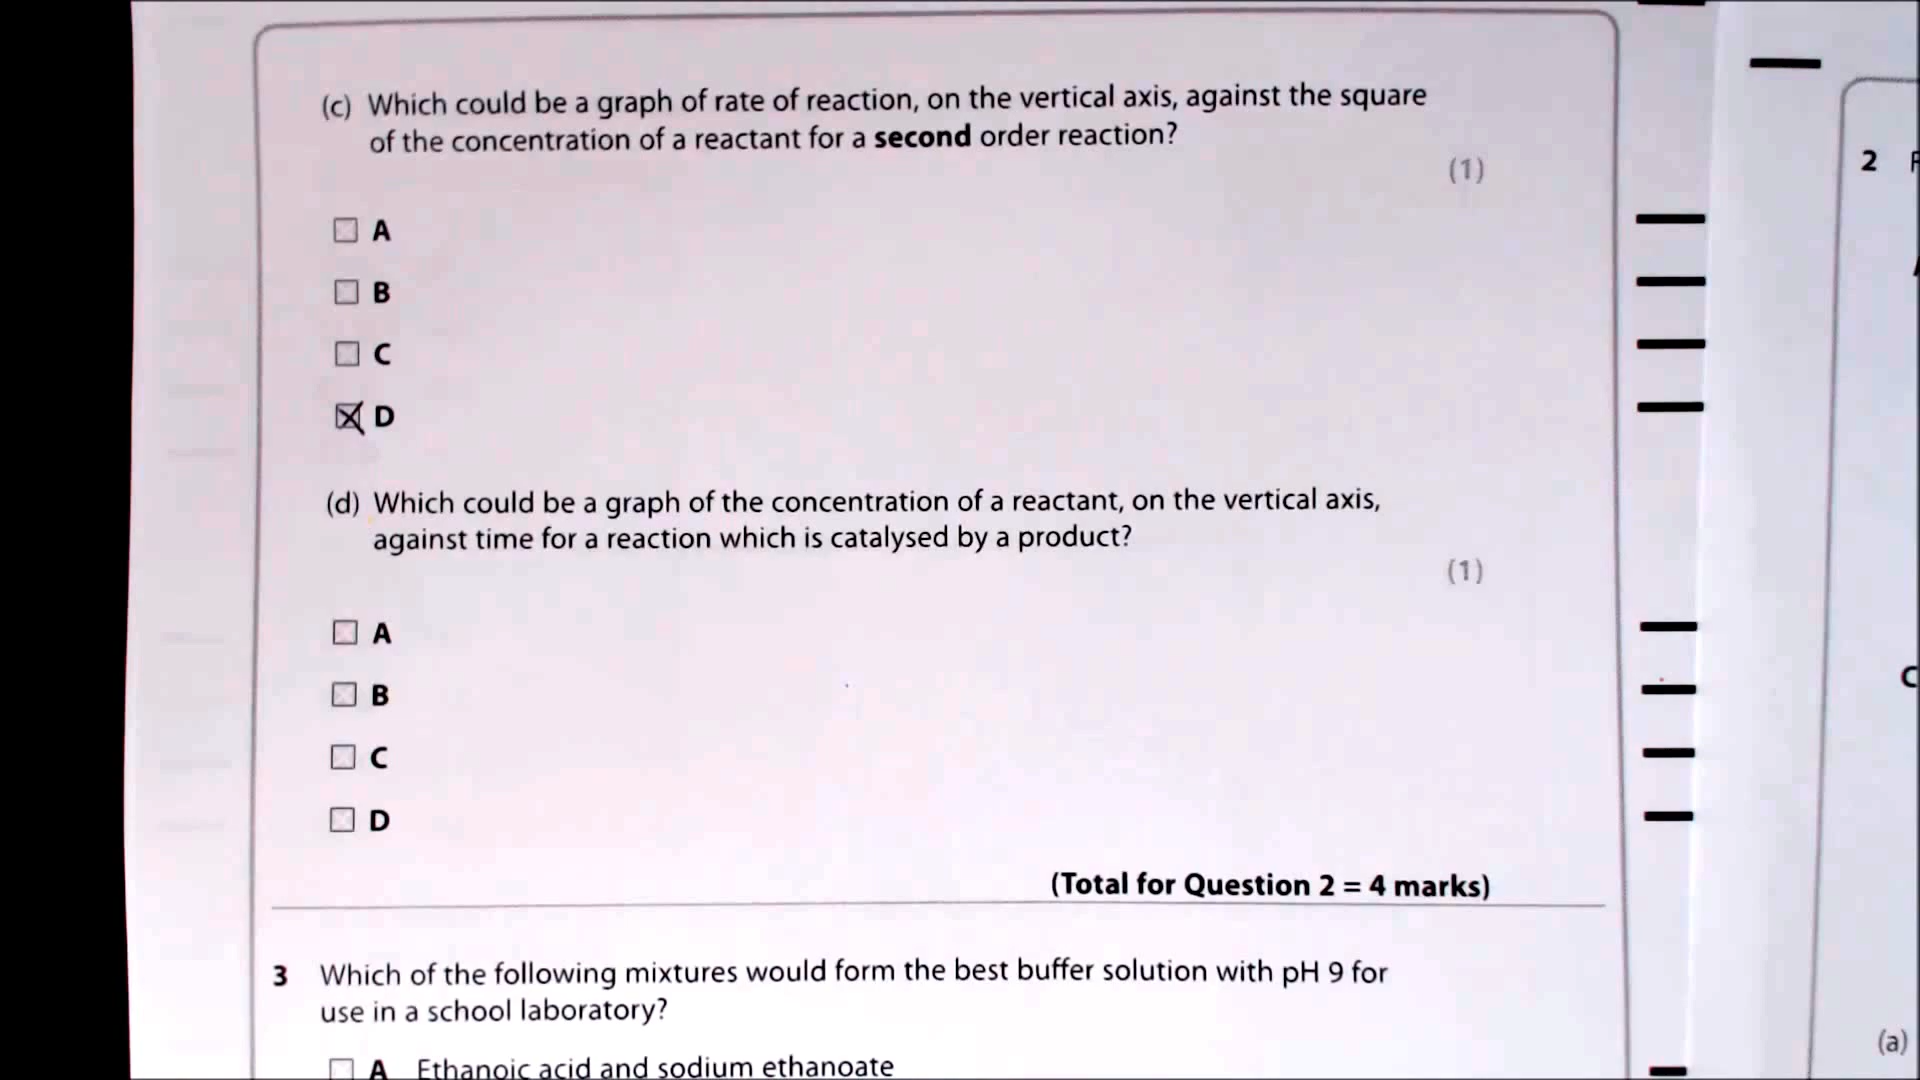 (c) Which could be a graph of rate of reaction, on the vertical axis, against the square
of the concentration of a reactant for a second order reaction?
(1)
A
B
C
D
(d) Which could be a graph of the concentration of a reactant, on the vertical axis,
against time for a reaction which is catalysed by a product?
(1)
A
B
C
D
(Total for Question 2 = 4 marks)
3 Which of the following mixtures would form the best buffer solution with pH 9 for
use in a school laboratory?
A Ethanoic acid and sodium ethanoate
2
C
(a)